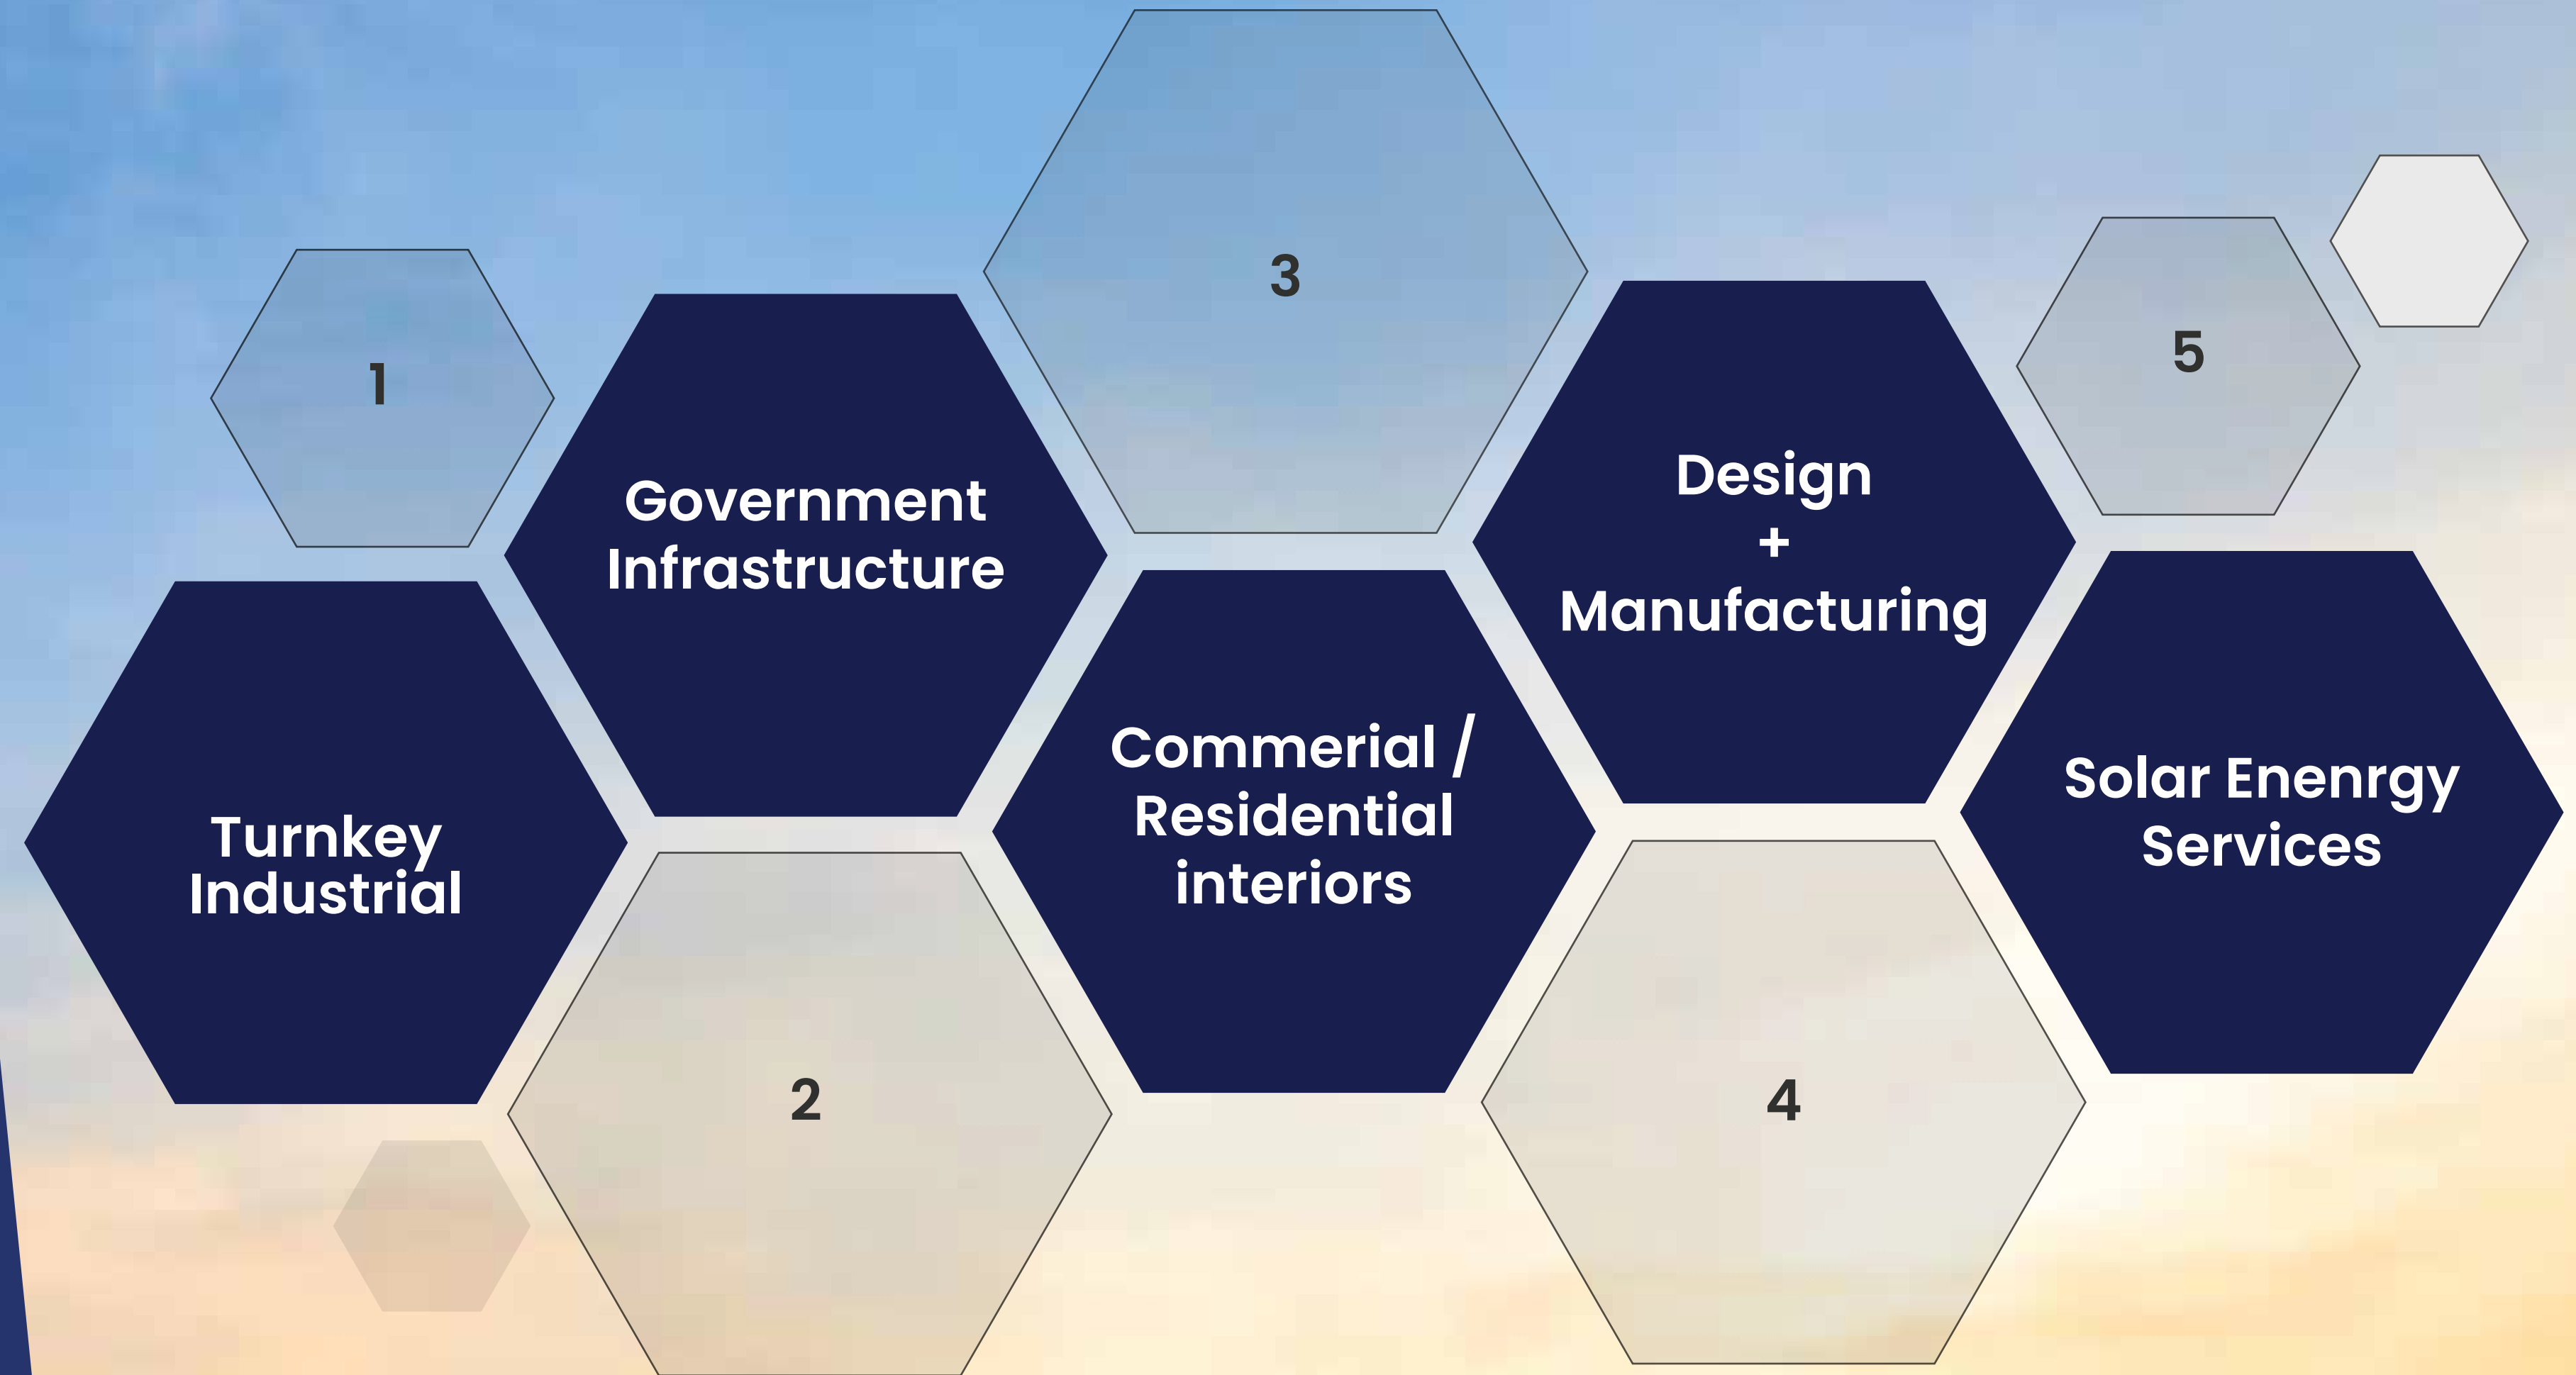 1
Turnkey
Industrial
Government
Infrastructure
2
3
Commerial /
Residential
interiors
Design
+
Manufacturing
4
5
Solar Enenrgy
Services